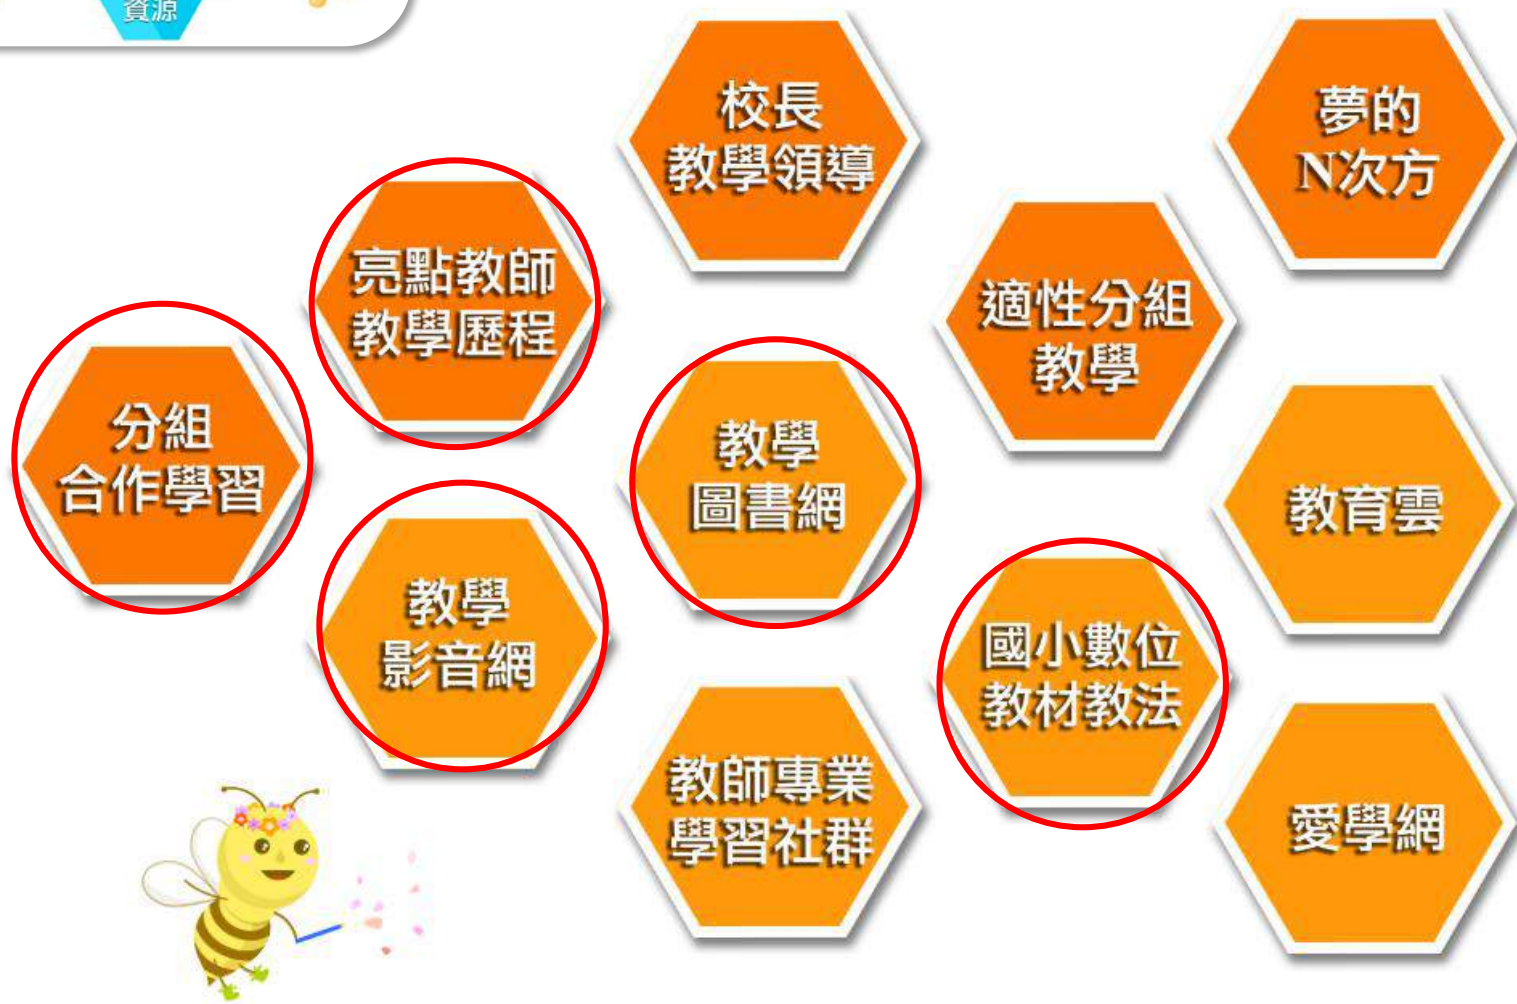 資源
校長
教學領導
夢的
N次方
亮點教師
教學歷程
適性分組
教學
分組
合作學習
教學
圖書網
教育雲
教學
影音網
國小數位
教材教法
教師專業
學習社群
愛學網